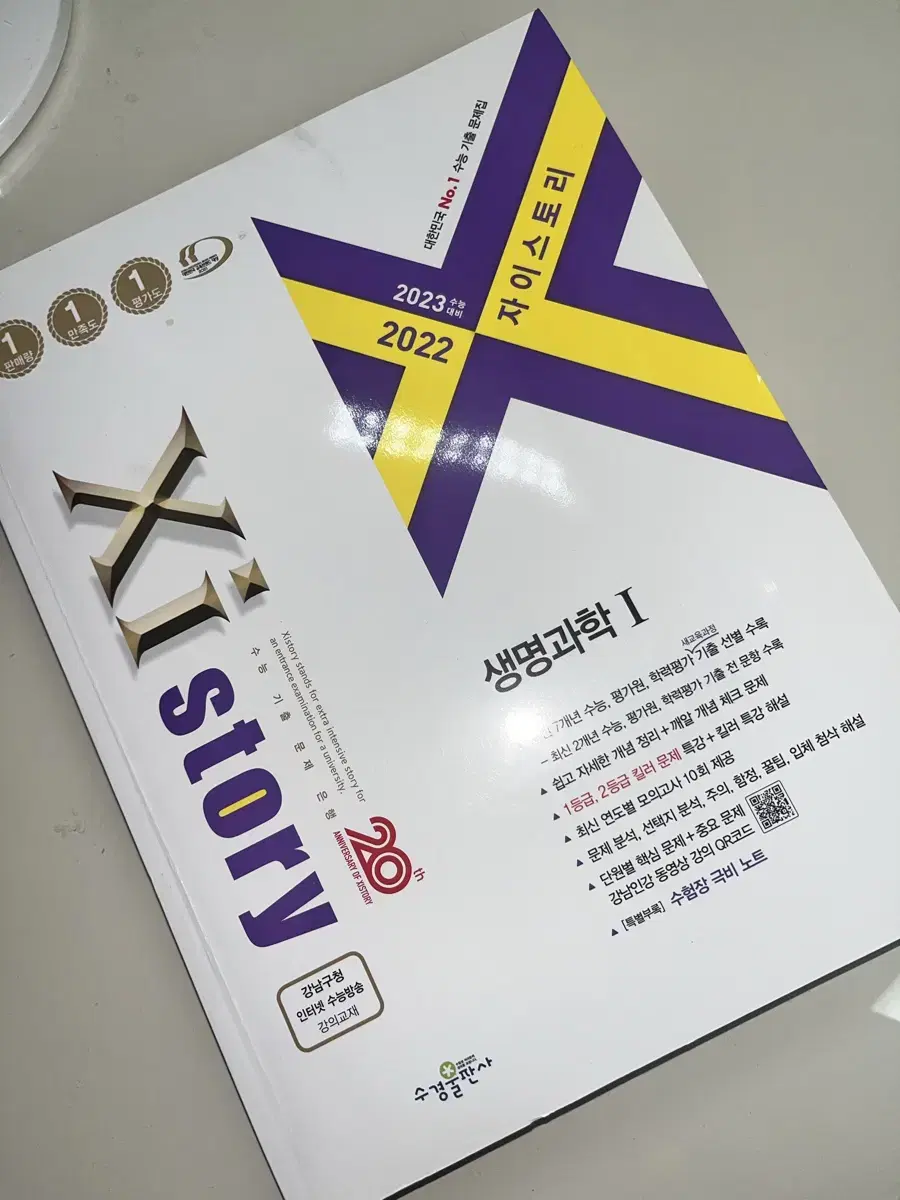 대한민국 No.1 수능 기출 문제집
자이스토리
2023 수능 대비
2022
1 판매량
1 만족도
1 평가도
Xi story
Xistory stands for extra intensive story for
an entrance examination for a university.
수능 기출 문제 은행
20th
ANNIVERSARY OF XISTORY
생명과학 I
새교육과정
7개년 수능, 평가원, 학력평가 기출 선별 수록
- 최신 2개년 수능, 평가원, 학력평가 기출 전 문항 수록
▲ 쉽고 자세한 개념 정리 + 깨알 개념 체크 문제
▲ 1등급, 2등급 킬러 문제 특강 + 킬러 특강 해설
▲ 최신 연도별 모의고사 10회 제공
▲ 문제 분석, 선택지 분석, 주의, 함정, 꿀팁, 입체 첨삭 해설
▲ 단원별 핵심 문제 + 중요 문제
강남인강 동영상 강의 QR코드
▲ [특별부록] 수험장 극비 노트
강남구청
인터넷 수능방송
강의교재
수경출판사